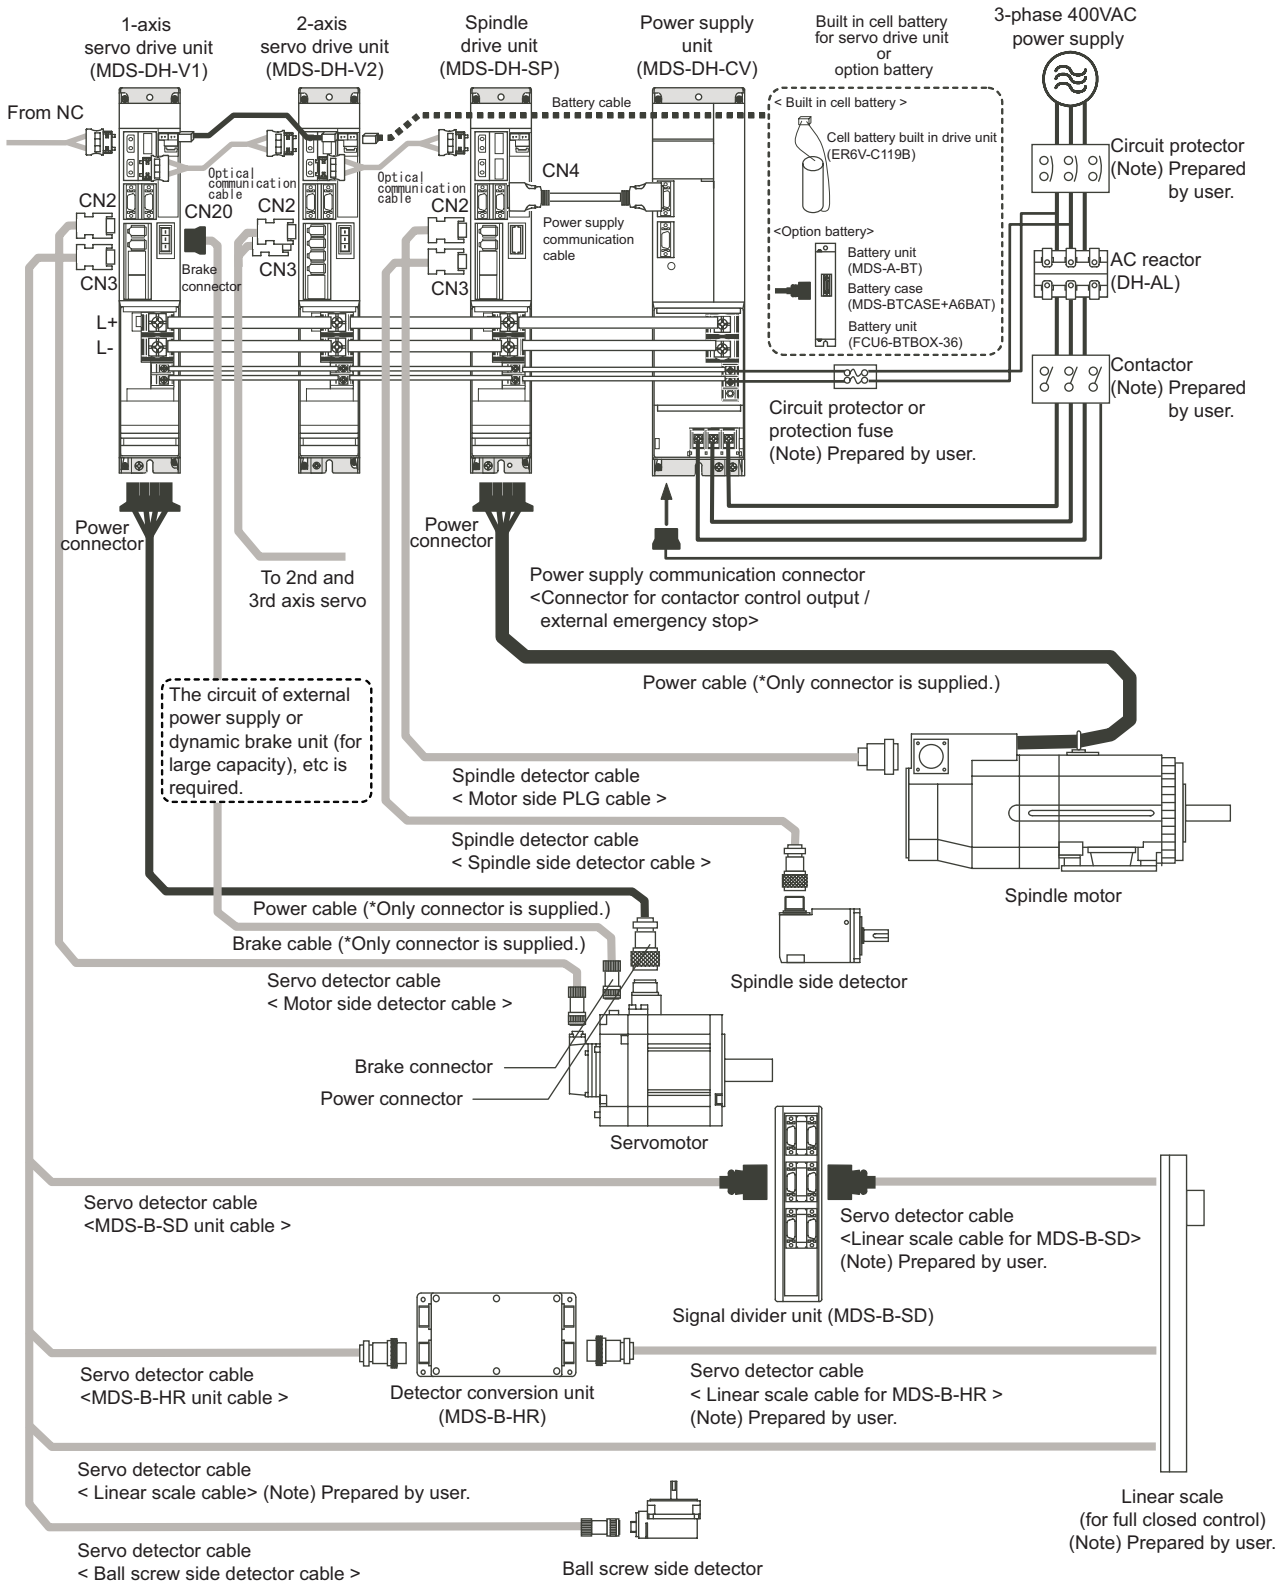 1-axis
servo drive unit
(MDS-DH-V1)
2-axis
servo drive unit
(MDS-DH-V2)
Spindle
drive unit
(MDS-DH-SP)
Power supply
unit
(MDS-DH-CV)
Built in cell battery
for servo drive unit
or
option battery
3-phase 400VAC
power supply
From NC
Battery cable
< Built in cell battery >
Cell battery built in drive unit
(ER6V-C119B)
<Option battery>
Battery unit
(MDS-A-BT)
Battery case
(MDS-BTCASE+A6BAT)
Battery unit
(FCU6-BTBOX-36)
Circuit protector
(Note) Prepared
by user.
AC reactor
(DH-AL)
Contactor
(Note) Prepared
by user.
Optical
communication
cable
Optical
communication
cable
CN4
Power supply
communication
cable
CN2
CN20
CN2
CN2
Brake
connector
CN3
CN3
CN3
L+
L-
Circuit protector or
protection fuse
(Note) Prepared by user.
Power
connector
Power
connector
To 2nd and
3rd axis servo
Power supply communication connector
<Connector for contactor control output /
external emergency stop>
The circuit of external
power supply or
dynamic brake unit (for
large capacity), etc is
required.
Power cable (*Only connector is supplied.)
Spindle detector cable
< Motor side PLG cable >
Spindle detector cable
< Spindle side detector cable >
Spindle motor
Power cable (*Only connector is supplied.)
Brake cable (*Only connector is supplied.)
Servo detector cable
< Motor side detector cable >
Spindle side detector
Brake connector
Power connector
Servomotor
Servo detector cable
<MDS-B-SD unit cable >
Servo detector cable
<Linear scale cable for MDS-B-SD>
(Note) Prepared by user.
Signal divider unit (MDS-B-SD)
Servo detector cable
<MDS-B-HR unit cable >
Detector conversion unit
(MDS-B-HR)
Servo detector cable
< Linear scale cable for MDS-B-HR >
(Note) Prepared by user.
Servo detector cable
< Linear scale cable> (Note) Prepared by user.
Linear scale
(for full closed control)
(Note) Prepared by user.
Servo detector cable
< Ball screw side detector cable >
Ball screw side detector